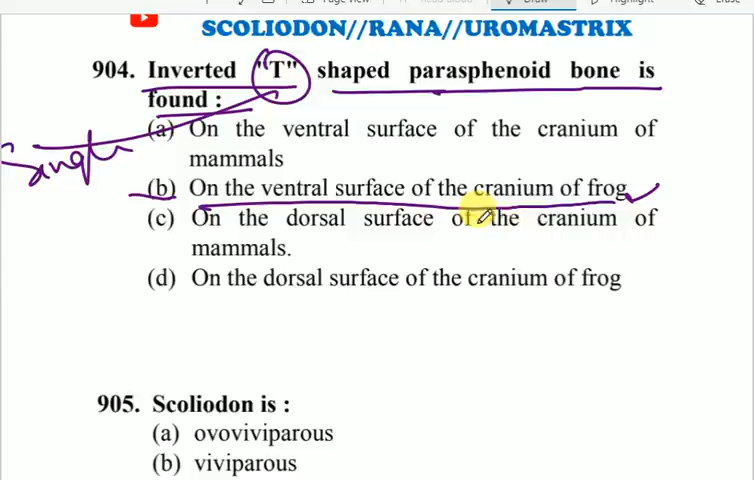 SCOLIODON//RANA//UROMASTRIX
904. Inverted "T" shaped parasphenoid bone is
found :
(a) On the ventral surface of the cranium of
mammals
(b) On the ventral surface of the cranium of frog
(c) On the dorsal surface of the cranium of
mammals.
(d) On the dorsal surface of the cranium of frog
905. Scoliodon is :
(a) ovoviviparous
(b) viviparous